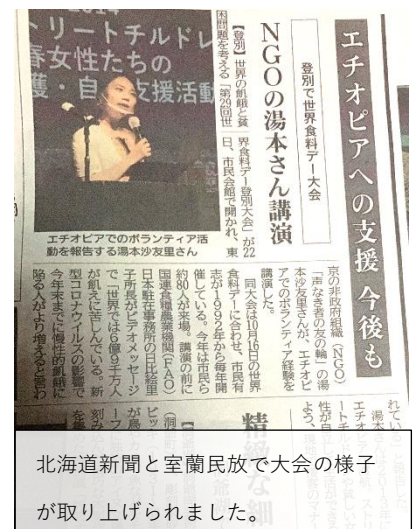 エチオピアへの支援 今後も
登別で世界食料デー大会
NGOの湯本さん講演
2014
トリートチルドレ
春女性たちの
護・自 支援活動
エチオピアでのボランティア活
動を報告する湯本沙友里さん
【登別】世界の飢餓と貧
困問題を考える「第29回世
界食料デー登別大会」が22
日、市民会館で開かれ、東
京の非政府組織(NGO)
「声なき者の友の輪」の湯
本沙友里さんが、エチオピ
アでのボランティア経験を
講演した。
同大会は10月16日の世界
食料デーに合わせ、市民有
志が1992年から毎年開
催している。今年は市民ら
約80人が来場。講演の前に
国連食糧農業機関(FAO)
日本駐在事務所の日比絵里
子所長がビデオメッセージ
で「世界では6億9千万人
が飢えに苦しんでいる。新
型コロナウイルスの影響で
今年末までに慢性的飢餓に
陥る人がより増えると言わ
れている」と報告した。
北海道新聞と室蘭民放で大会の様子
が取り上げられました。